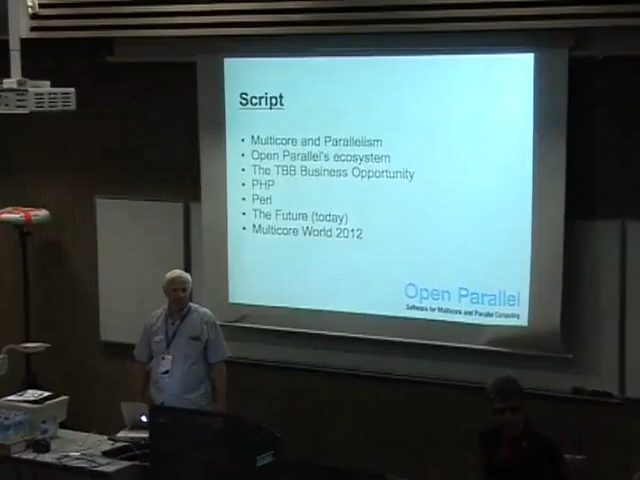 Script
• Multicore and Parallelism
• Open Parallel's ecosystem
• The TBB Business Opportunity
• PHP
• Perl
• The Future (today)
• Multicore World 2012
Open Parallel
Software for Multicore and Parallel Computing